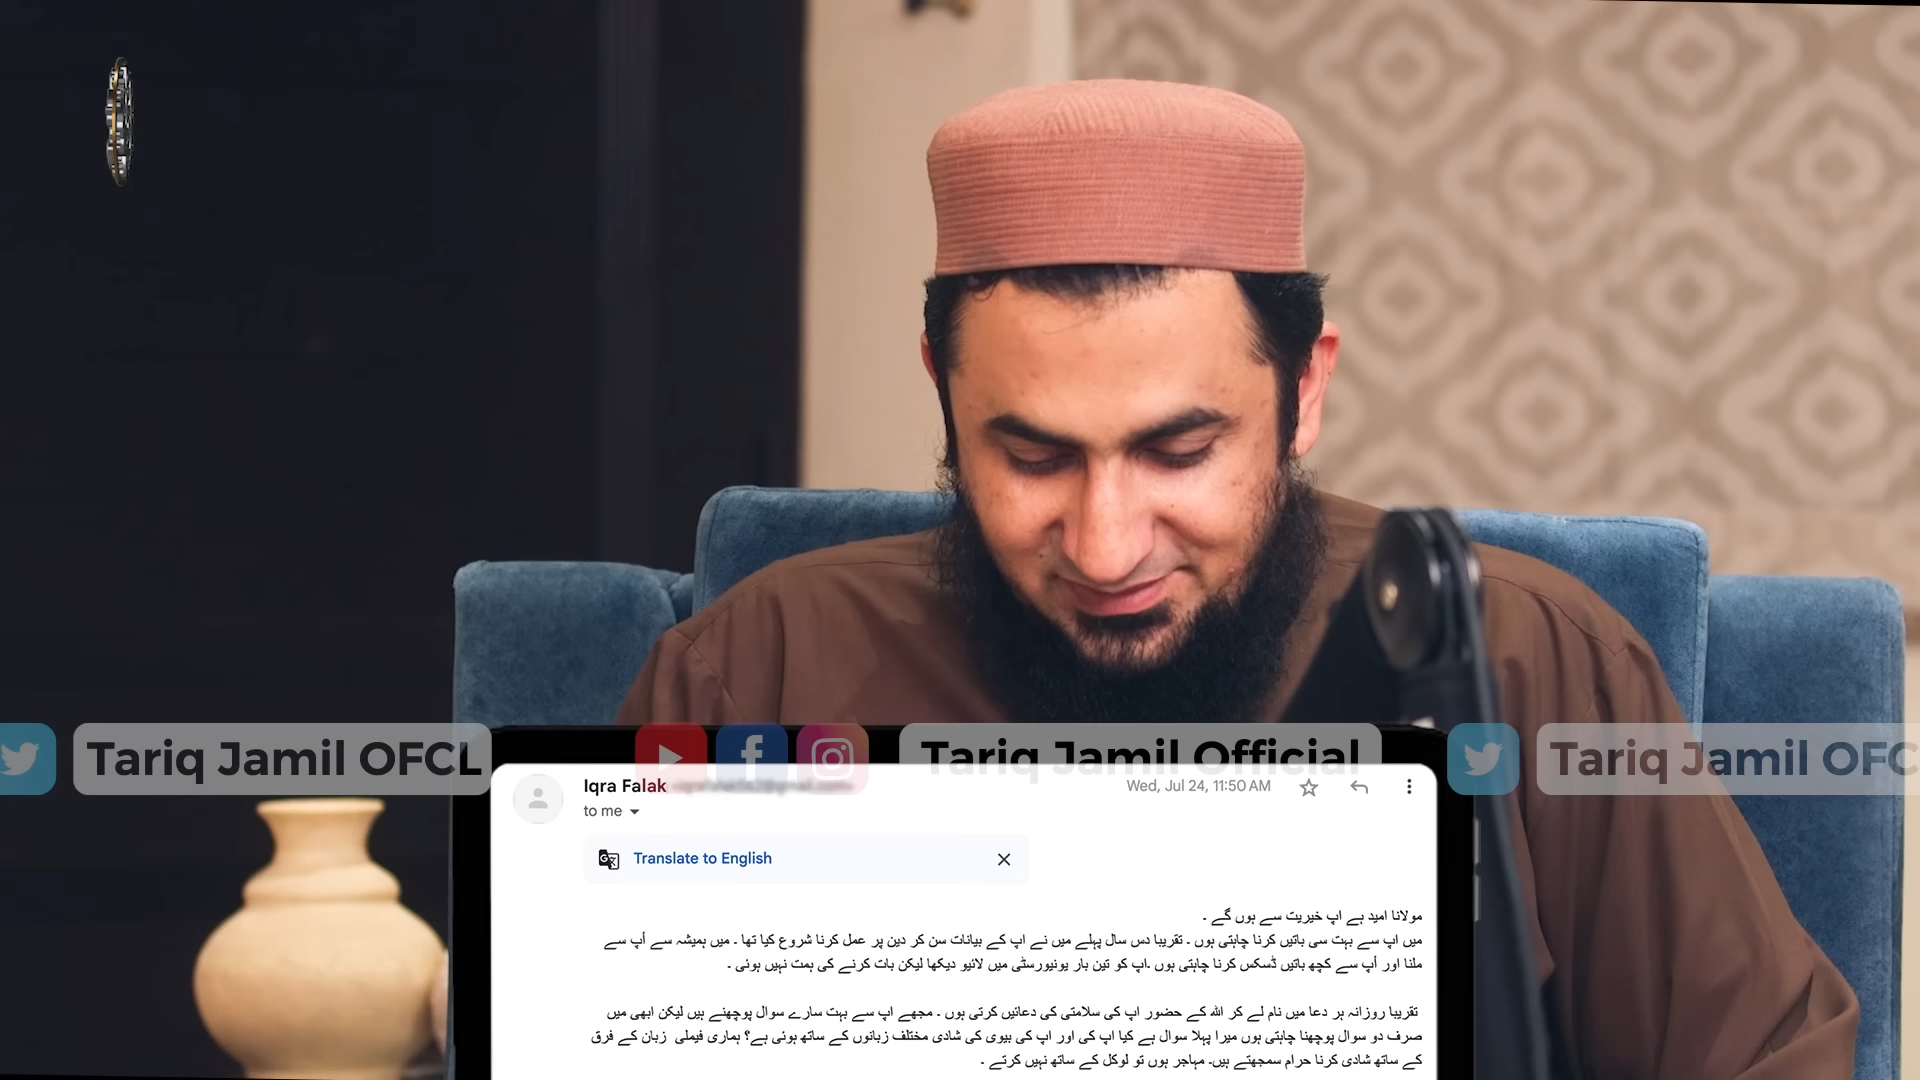 Tariq Jamil OFCL
Tariq Jamil Official
Tariq Jamil OFC
Iqra Falak
Wed, Jul 24, 11:50 AM
to me
Translate to English
مولانا امید ہے اپ خیریت سے ہوں گے ۔
میں اپ سے بہت سی باتیں کرنا چاہتی ہوں ۔ تقریبا دس سال پہلے میں نے اپ کے بیانات سن کر دین پر عمل کرنا شروع کیا تھا ۔ میں ہمیشہ سے أپ سے
ملنا اور أپ سے کچھ باتیں ڈسکس کرنا چاہتی ہوں ۔اپ کو تین بار یونیورسٹی میں لائیو دیکھا لیکن بات کرنے کی ہمت نہیں ہوئی ۔
تقریبا روزانہ ہر دعا میں نام لے کر اللہ کے حضور اپ کی سلامتی کی دعائیں کرتی ہوں ۔ مجھے اپ سے بہت سارے سوال پوچھنے ہیں لیکن ابھی میں
صرف دو سوال پوچھنا چاہتی ہوں میرا پہلا سوال ہے کیا اپ کی اور اپ کی بیوی کی شادی مختلف زبانوں کے ساتھ ہوئی ہے؟ ہماری فیملی زبان کے فرق
کے ساتھ شادی کرنا حرام سمجھتے ہیں۔ مہاجر ہوں تو لوکل کے ساتھ نہیں کرتے ۔